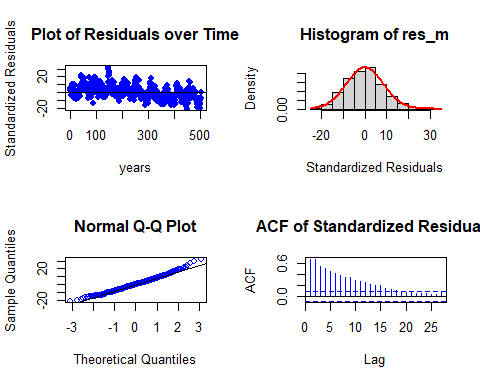 Plot of Residuals over Time
Standardized Residuals
-20 20
0 100 300 500
years
Histogram of res_m
Density
0.00
-20 0 10 30
Standardized Residuals
Normal Q-Q Plot
Sample Quantiles
-20 20
-3 -2 -1 0 1 2 3
Theoretical Quantiles
ACF of Standardized Residua
ACF
0.0 0.6
0 5 10 15 20 25
Lag